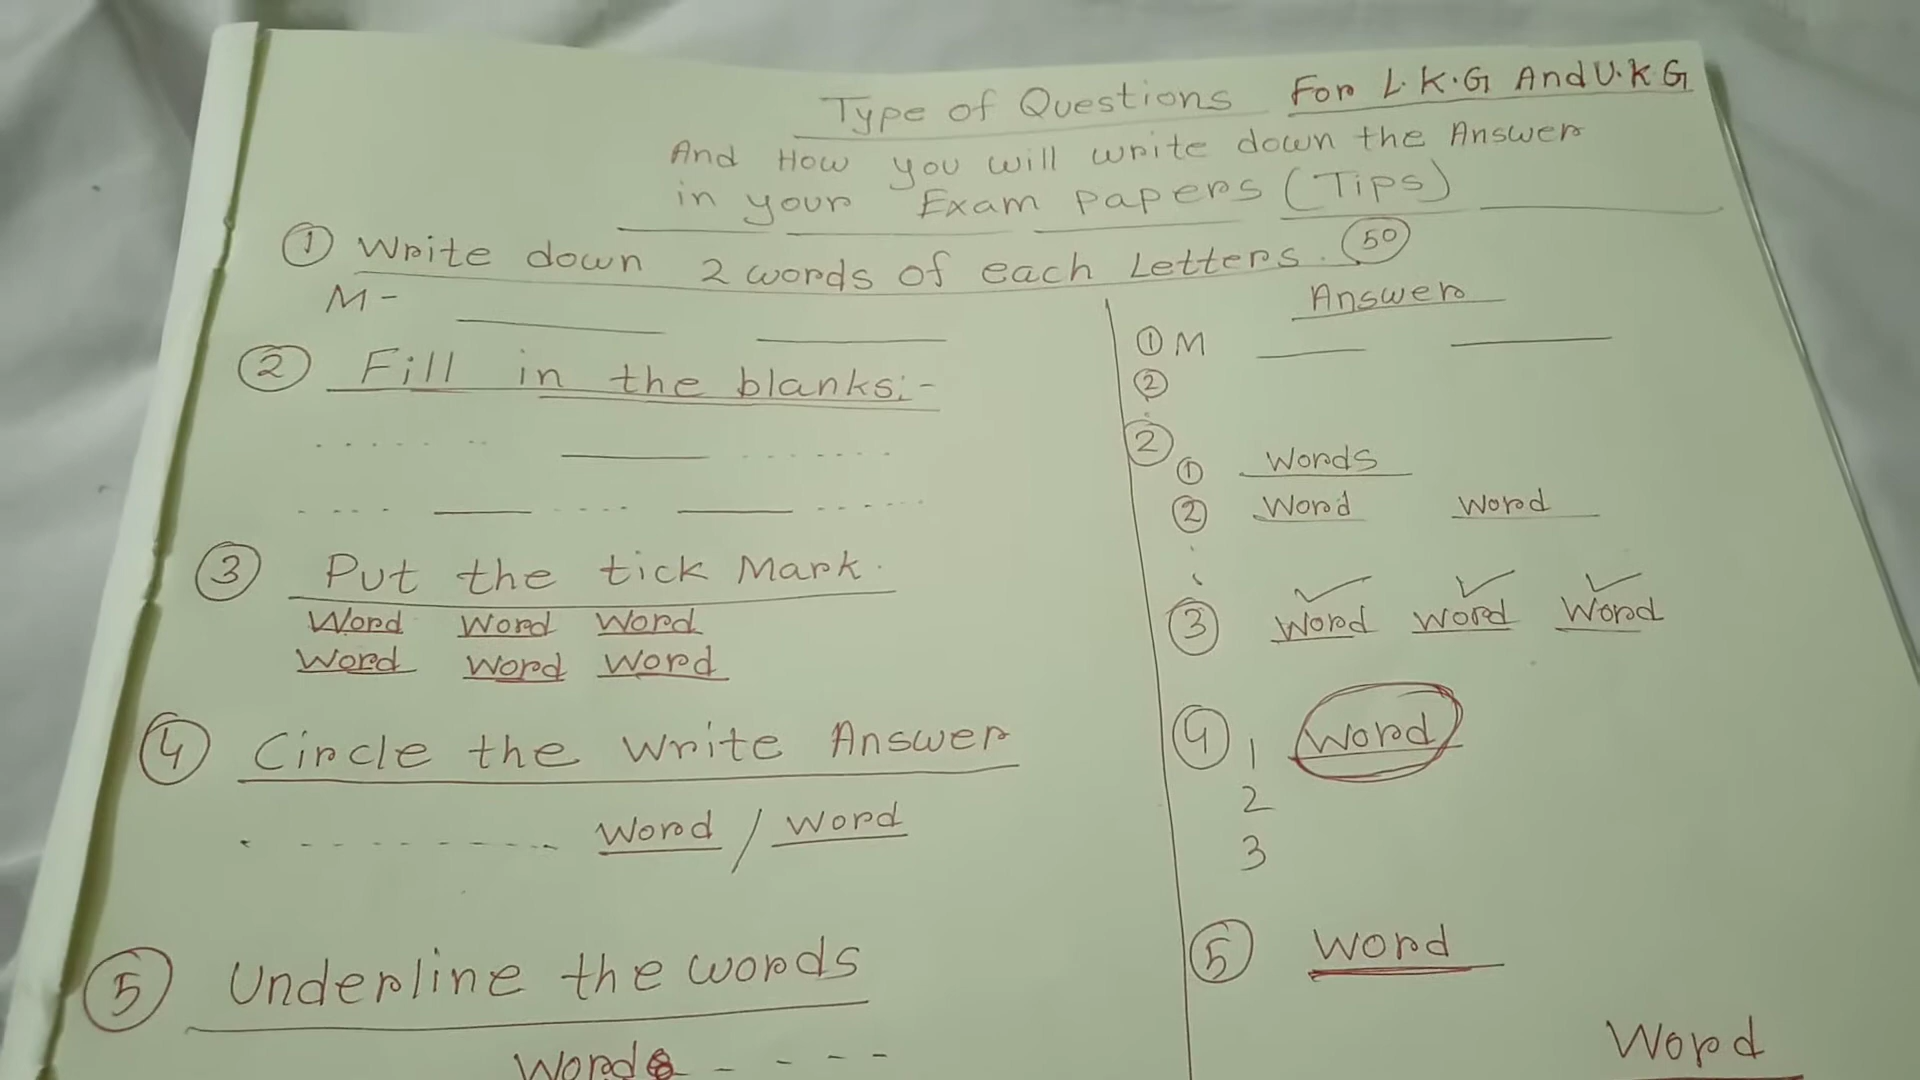 Type of Questions For L.K.G And U.K G
And How you will write down the Answer
in your Exam papers (Tips)
① Write down 2 words of each Letters. 50
M -
② Fill in the blanks:-
③ Put the tick Mark.
Word Word Word
Word Word Word
④ Circle the Write Answer
Word / Word
⑤ Underline the words
Words - - - -
Answer
① M
②
②
① Words
② Word Word
③ Word Word Word
④ 1 Word
2
3
⑤ Word
Word